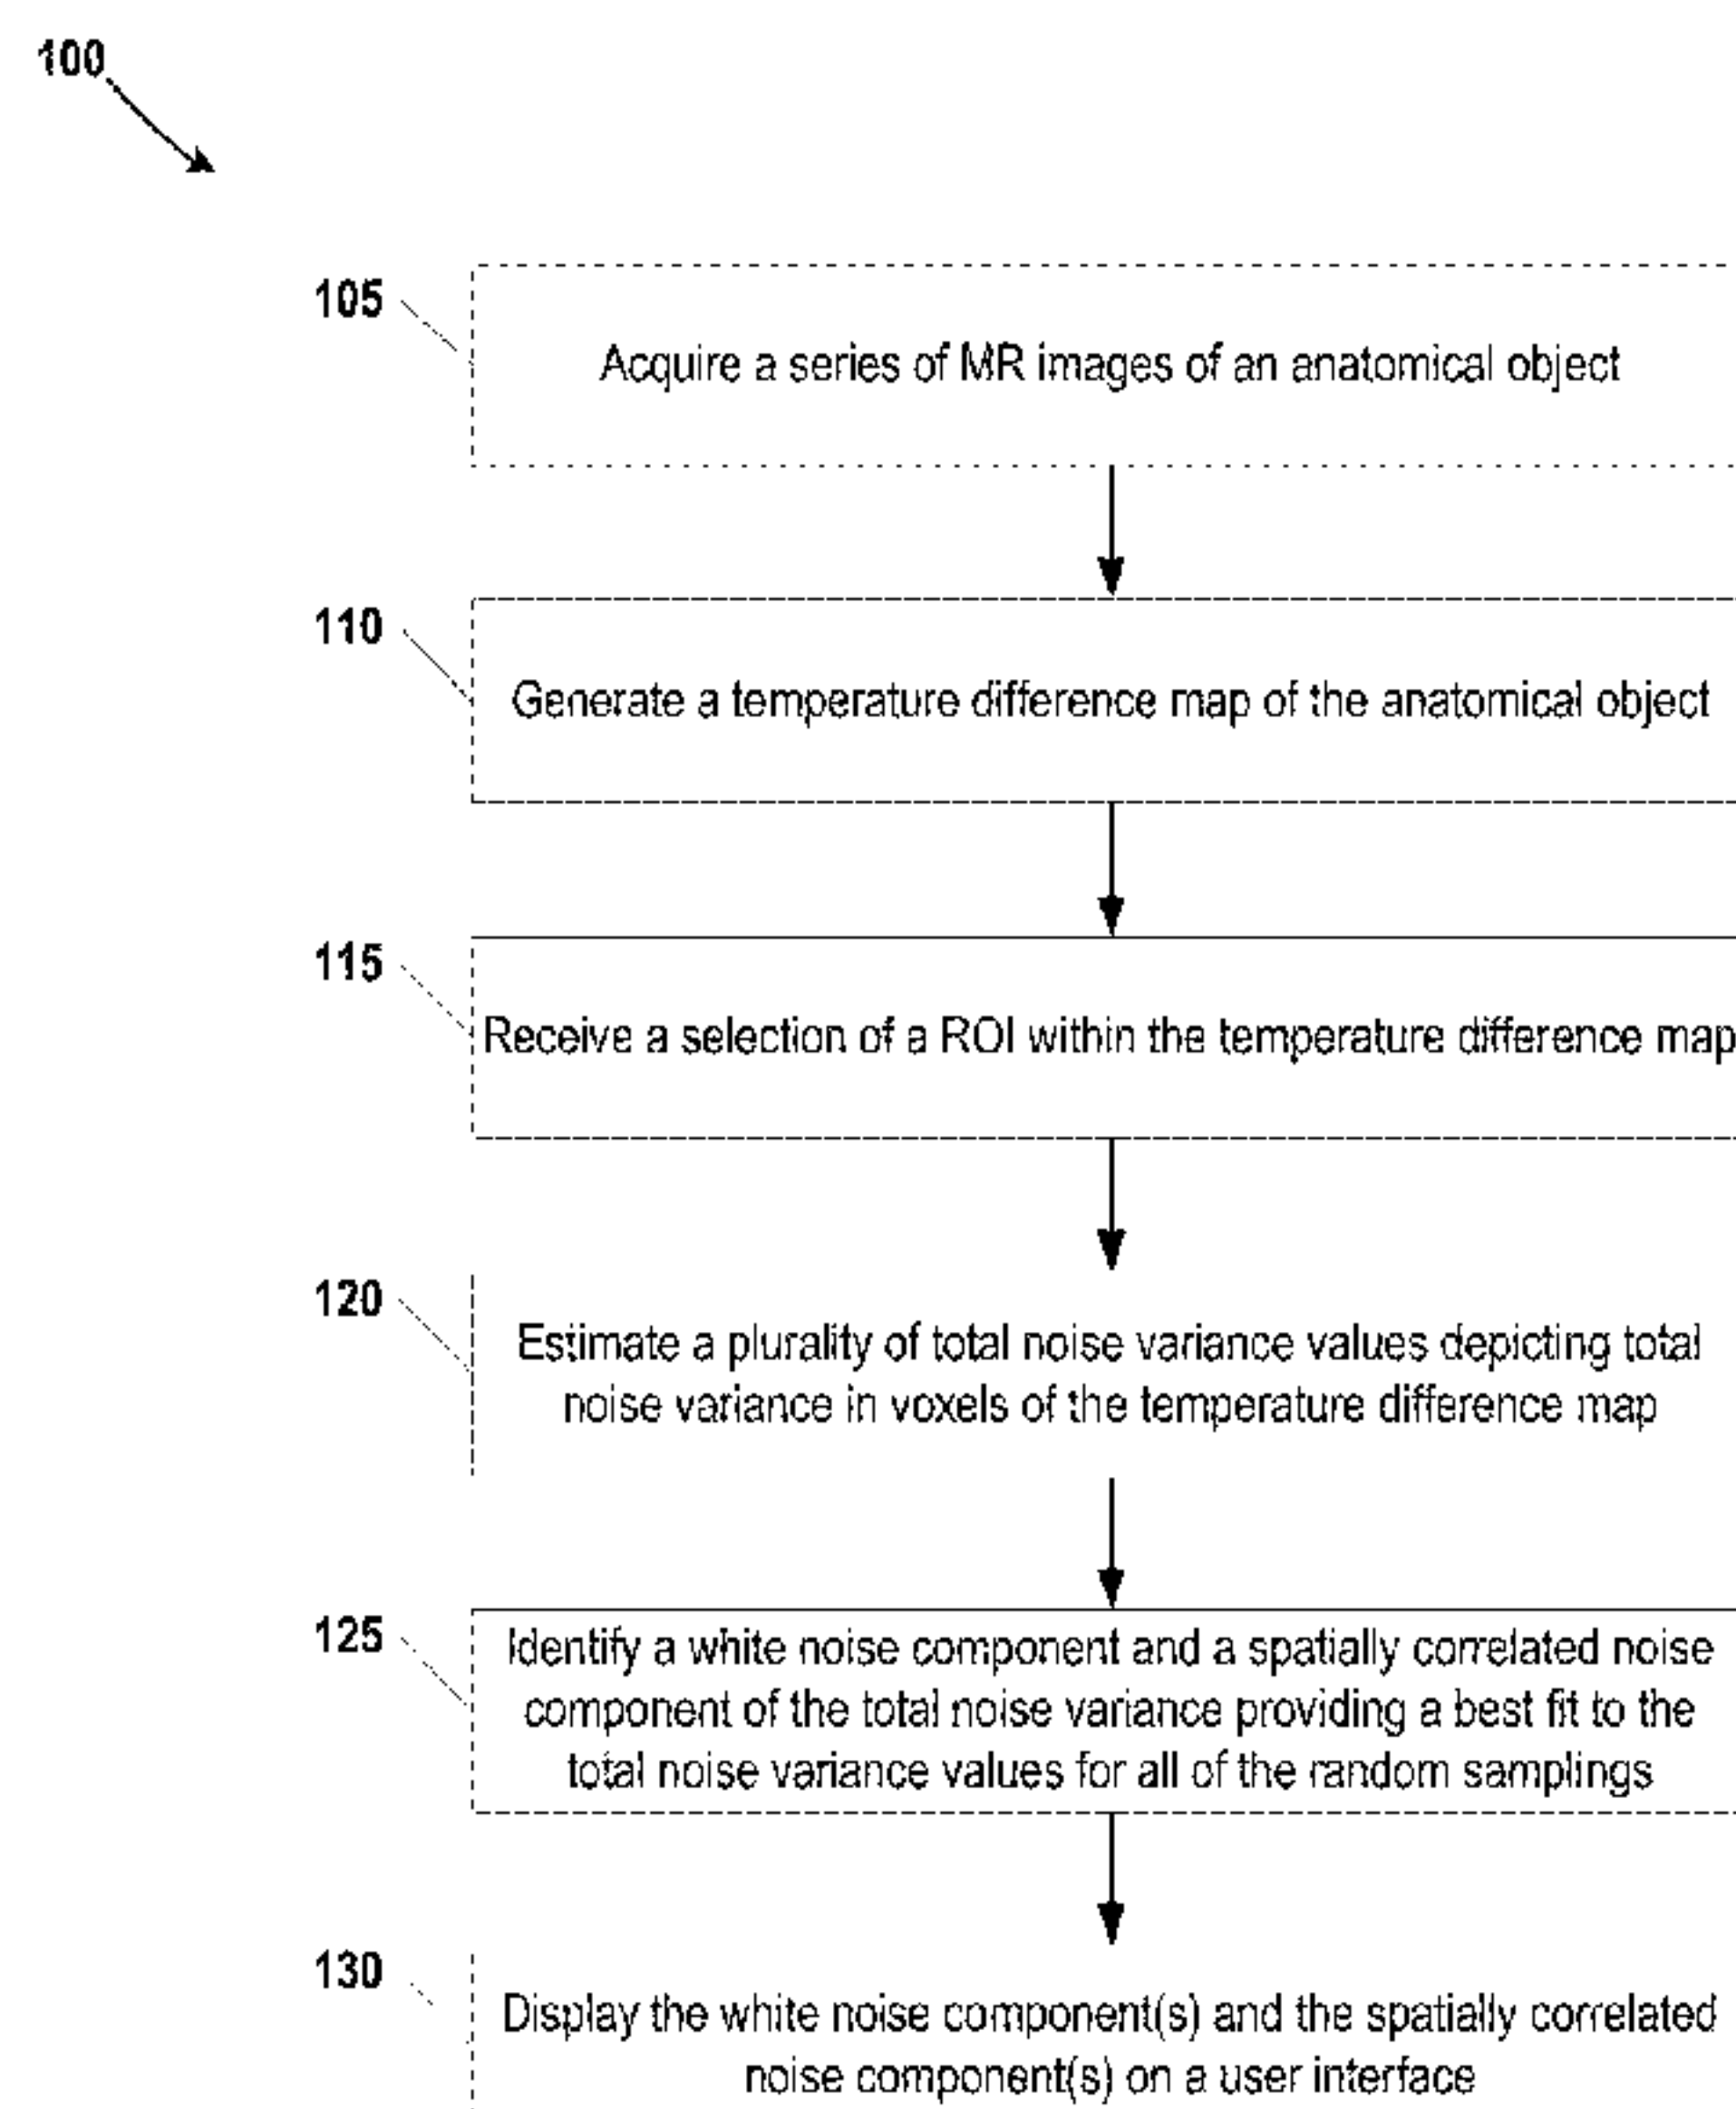 100
105
Acquire a series of MR images of an anatomical object
110
Generate a temperature difference map of the anatomical object
115
Receive a selection of a ROI within the temperature difference map
120
Estimate a plurality of total noise variance values depicting total
noise variance in voxels of the temperature difference map
125
Identify a white noise component and a spatially correlated noise
component of the total noise variance providing a best fit to the
total noise variance values for all of the random samplings
130
Display the white noise component(s) and the spatially correlated
noise component(s) on a user interface